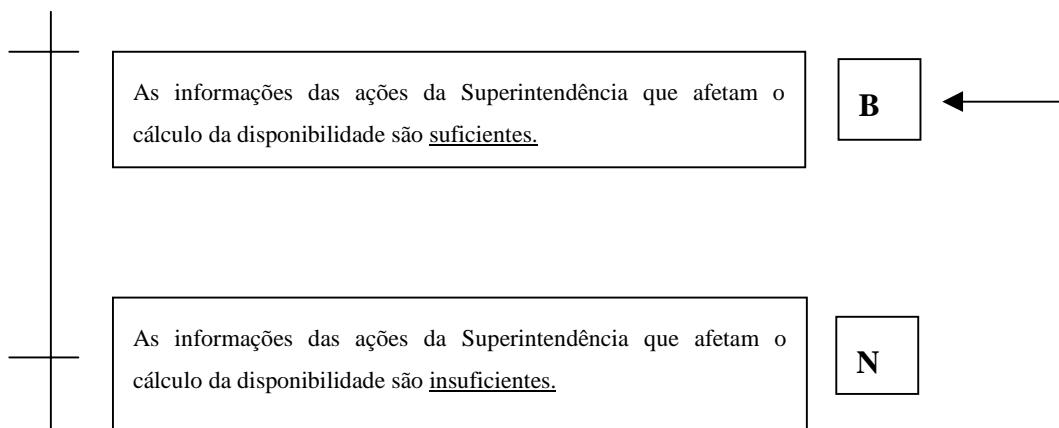 As informações das ações da Superintendência que afetam o
cálculo da disponibilidade são suficientes.
B
As informações das ações da Superintendência que afetam o
cálculo da disponibilidade são insuficientes.
N